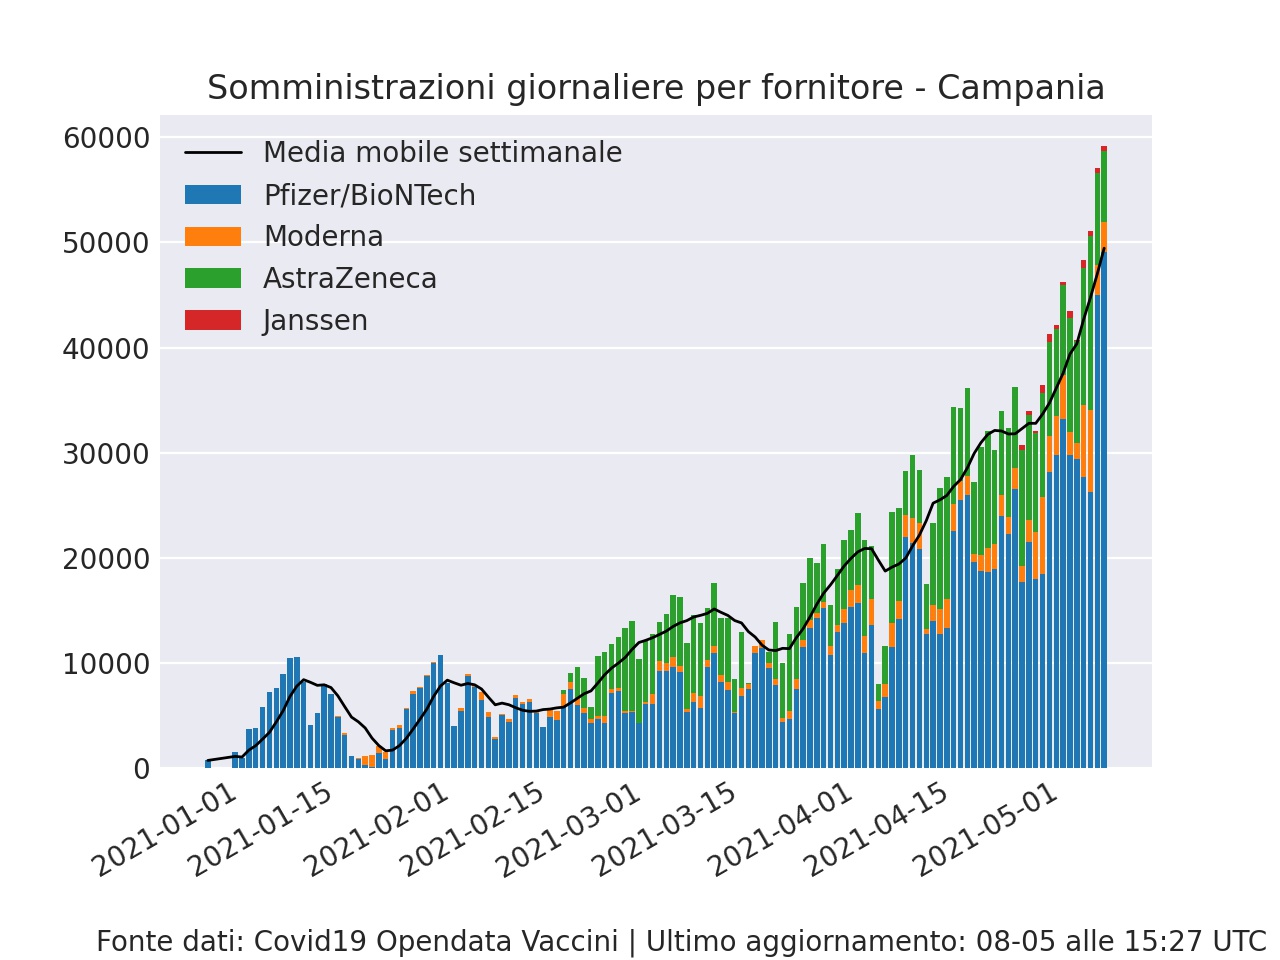 Somministrazioni giornaliere per fornitore - Campania
60000
50000
40000
30000
20000
10000
0
Media mobile settimanale
Pfizer/BioNTech
Moderna
AstraZeneca
Janssen
2021-01-01
2021-01-15
2021-02-01
2021-02-15
2021-03-01
2021-03-15
2021-04-01
2021-04-15
2021-05-01
Fonte dati: Covid19 Opendata Vaccini | Ultimo aggiornamento: 08-05 alle 15:27 UTC